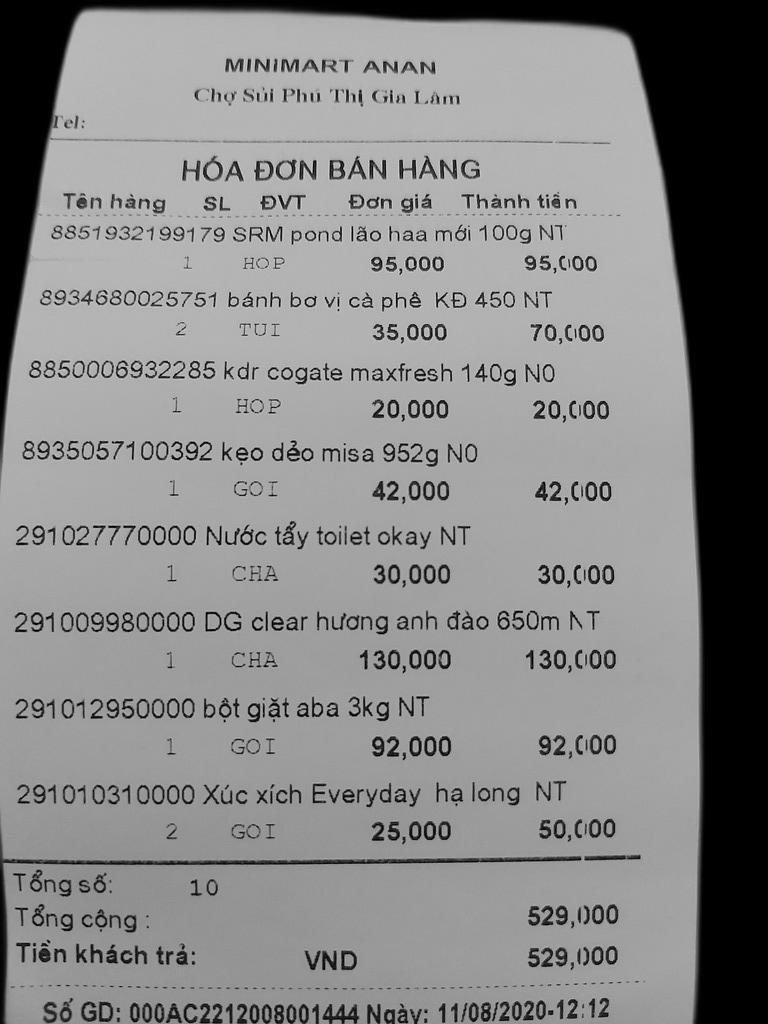 MINIMART ANAN
Chợ Sủi Phú Thị Gia Lâm
Tel:
HÓA ĐƠN BÁN HÀNG
Tên hàng SL ĐVT Đơn giá Thành tiền
8851932199179 SRM pond lão haa mới 100g NT
1 HOP 95,000 95,000
8934680025751 bánh bơ vị cà phê KĐ 450 NT
2 TUI 35,000 70,000
8850006932285 kdr cogate maxfresh 140g N0
1 HOP 20,000 20,000
8935057100392 kẹo dẻo misa 952g N0
1 GOI 42,000 42,000
291027770000 Nước tẩy toilet okay NT
1 CHA 30,000 30,000
291009980000 DG clear hương anh đào 650m NT
1 CHA 130,000 130,000
291012950000 bột giặt aba 3kg NT
1 GOI 92,000 92,000
291010310000 Xúc xích Everyday hạ long NT
2 GOI 25,000 50,000
Tổng số: 10
Tổng cộng : 529,000
Tiền khách trả: VND 529,000
Số GD: 000AC2212008001444 Ngày: 11/08/2020-12:12